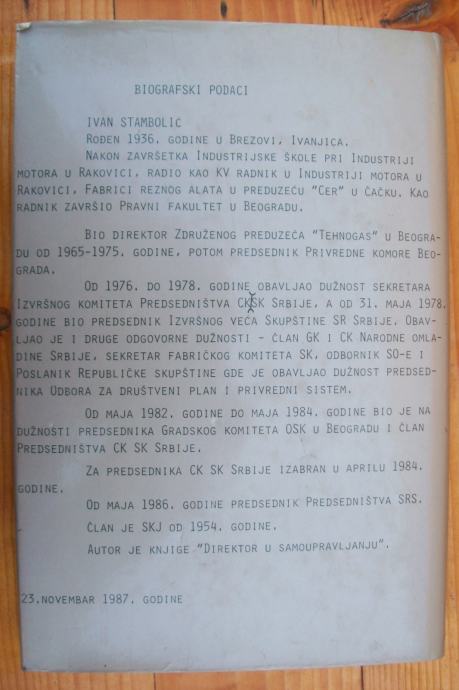 BIOGRAFSKI PODACI
IVAN STAMBOLIC
ROĐEN 1936. GODINE U BREZOVI, IVANJICA.
NAKON ZAVRŠETKA INDUSTRIJSKE ŠKOLE PRI INDUSTRIJI
MOTORA U RAKOVICI, RADIO KAO KV RADNIK U INDUSTRIJI MOTORA U
RAKOVICI, FABRICI REZNOG ALATA U PREDUZEĆU "CER" U ČAČKU. KAO
RADNIK ZAVRŠIO PRAVNI FAKULTET U BEOGRADU.
BIO DIREKTOR ZDRUŽENOG PREDUZEĆA "TEHNOGAS" U BEOGRA-
DU OD 1965-1975. GODINE, POTOM PREDSEDNIK PRIVREDNE KOMORE BEO-
GRADA.
OD 1976. DO 1978. GODINE OBAVLJAO DUŽNOST SEKRETARA
IZVRŠNOG KOMITETA PREDSEDNIŠTVA CK SK SRBIJE, A OD 31. MAJA 1978.
GODINE BIO PREDSEDNIK IZVRŠNOG VEĆA SKUPŠTINE SR SRBIJE. OBAV-
LJAO JE I DRUGE ODGOVORNE DUŽNOSTI - ČLAN GK I CK NARODNE OMLA-
DINE SRBIJE, SEKRETAR FABRIČKOG KOMITETA SK, ODBORNIK SO-E I
POSLANIK REPUBLIČKE SKUPŠTINE GDE JE OBAVLJAO DUŽNOST PREDSED-
NIKA ODBORA ZA DRUŠTVENI PLAN I PRIVREDNI SISTEM.
OD MAJA 1982. GODINE DO MAJA 1984. GODINE BIO JE NA
DUŽNOSTI PREDSEDNIKA GRADSKOG KOMITETA OSK U BEOGRADU I ČLAN
PREDSEDNIŠTVA CK SK SRBIJE.
ZA PREDSEDNIKA CK SK SRBIJE IZABRAN U APRILU 1984.
GODINE.
OD MAJA 1986. GODINE PREDSEDNIK PREDSEDNIŠTVA SRS.
ČLAN JE SKJ OD 1954. GODINE.
AUTOR JE KNJIGE "DIREKTOR U SAMOUPRAVLJANJU".
23.NOVEMBAR 1987. GODINE